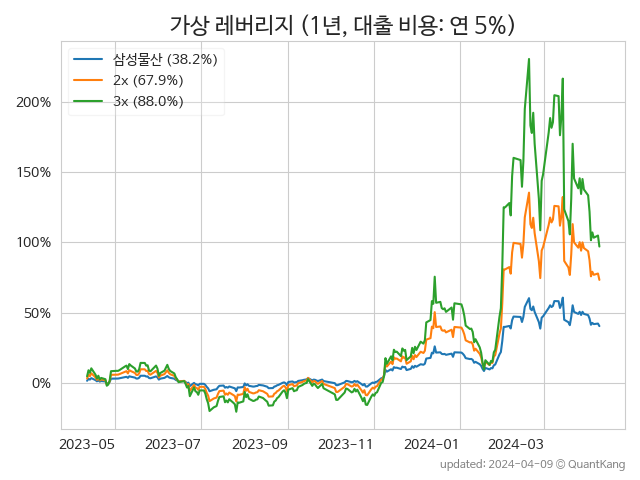 가상 레버리지 (1년, 대출 비용: 연 5%)
삼성물산 (38.2%)
2x (67.9%)
3x (88.0%)
200%
150%
100%
50%
0%
2023-05 2023-07 2023-09 2023-11 2024-01 2024-03
updated: 2024-04-09 © QuantKang